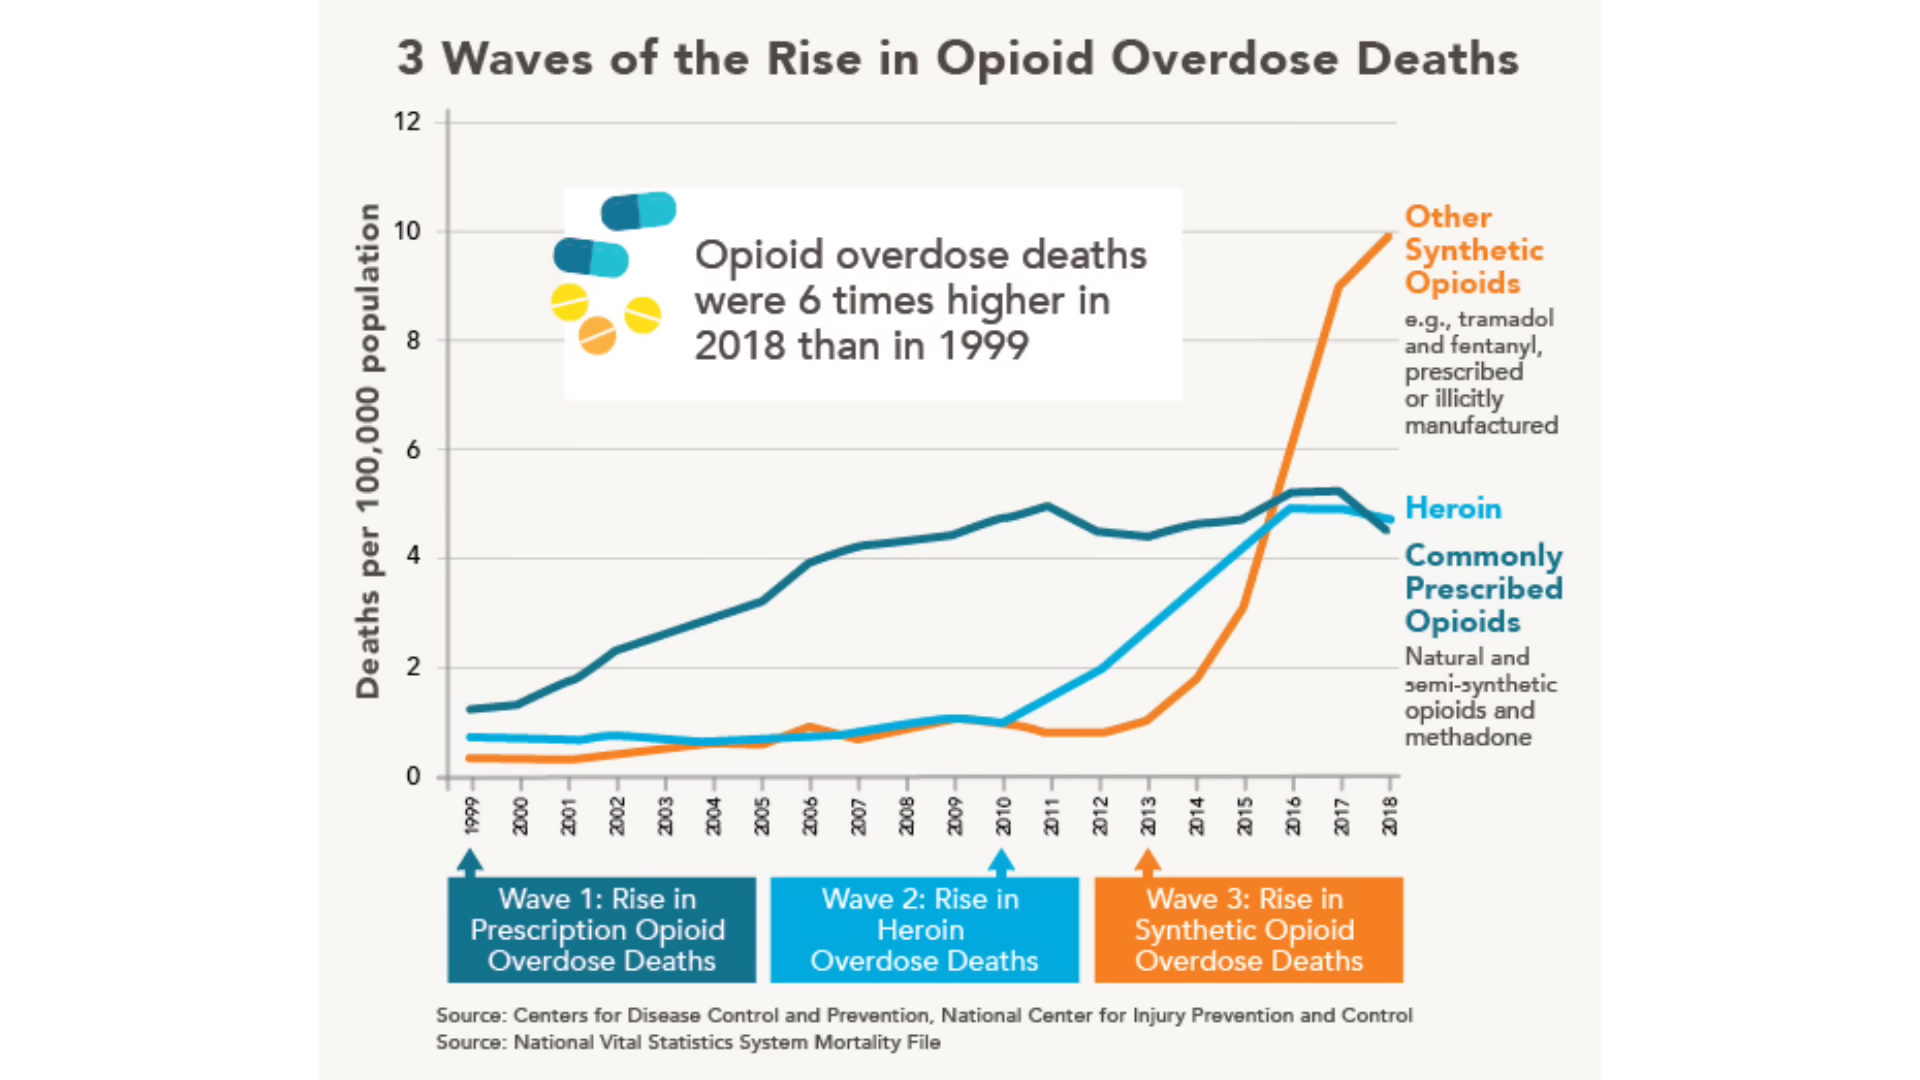 3 Waves of the Rise in Opioid Overdose Deaths
Deaths per 100,000 population
12
10
8
6
4
2
0
Opioid overdose deaths
were 6 times higher in
2018 than in 1999
Other
Synthetic
Opioids
e.g., tramadol
and fentanyl,
prescribed
or illicitly
manufactured
Heroin
Commonly
Prescribed
Opioids
Natural and
semi-synthetic
opioids and
methadone
1999
2000
2001
2002
2003
2004
2005
2006
2007
2008
2009
2010
2011
2012
2013
2014
2015
2016
2017
2018
Wave 1: Rise in
Prescription Opioid
Overdose Deaths
Wave 2: Rise in
Heroin
Overdose Deaths
Wave 3: Rise in
Synthetic Opioid
Overdose Deaths
Source: Centers for Disease Control and Prevention, National Center for Injury Prevention and Control
Source: National Vital Statistics System Mortality File